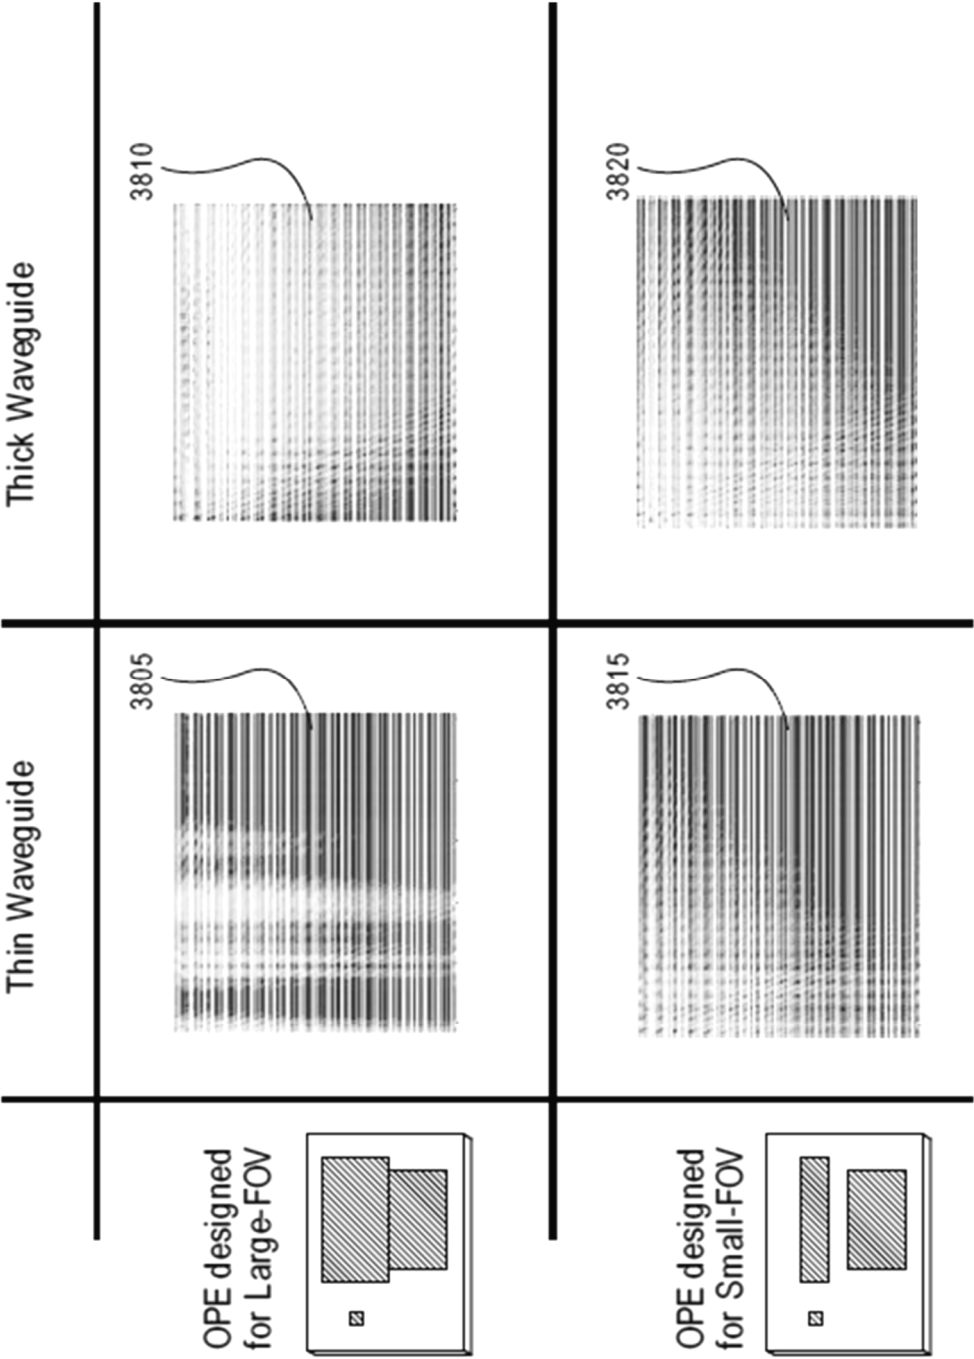 Thin Waveguide
Thick Waveguide
OPE designed
for Large-FOV
3805
3810
OPE designed
for Small-FOV
3815
3820